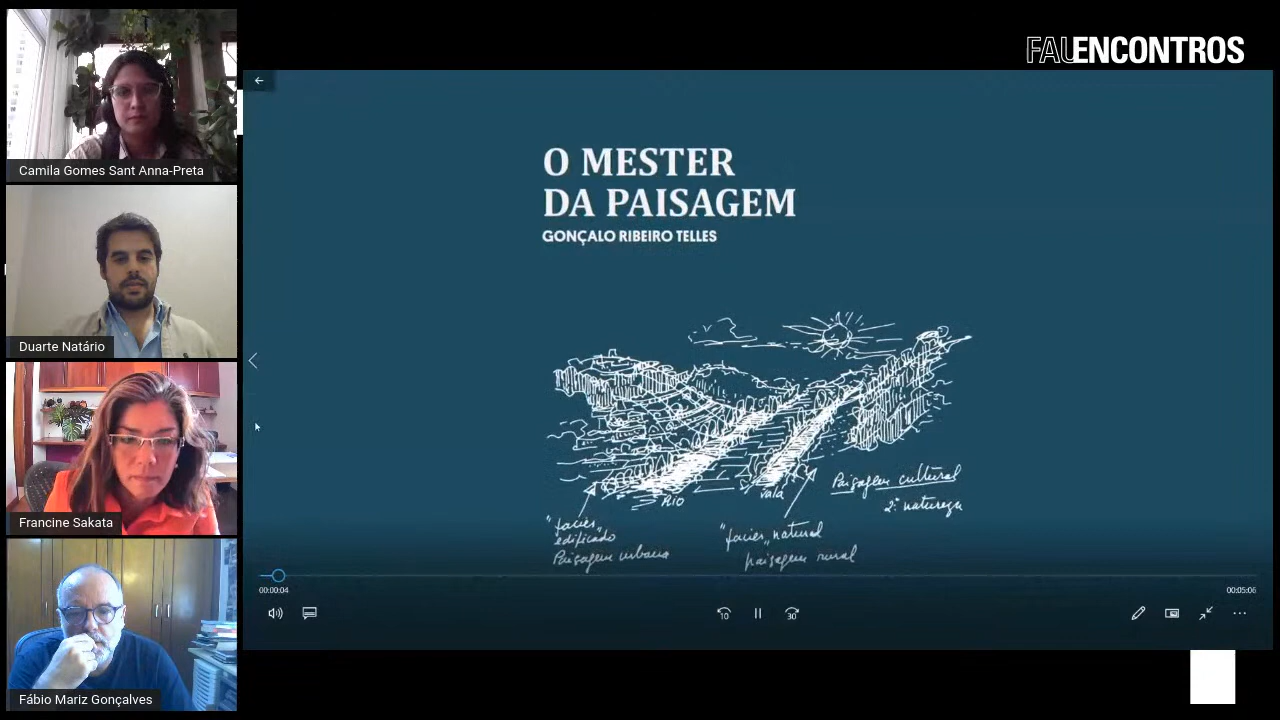 FAUENCONTROS
Camila Gomes Sant Anna-Preta
Duarte Natário
Francine Sakata
Fábio Mariz Gonçalves
O MESTER
DA PAISAGEM
GONÇALO RIBEIRO TELLES
Rio
vala
Paisagem cultural
2ª natureza
"facies"
edificado
Paisagem urbana
"facies" natural
paisagem rural
00:00:04
00:05:06
10
30